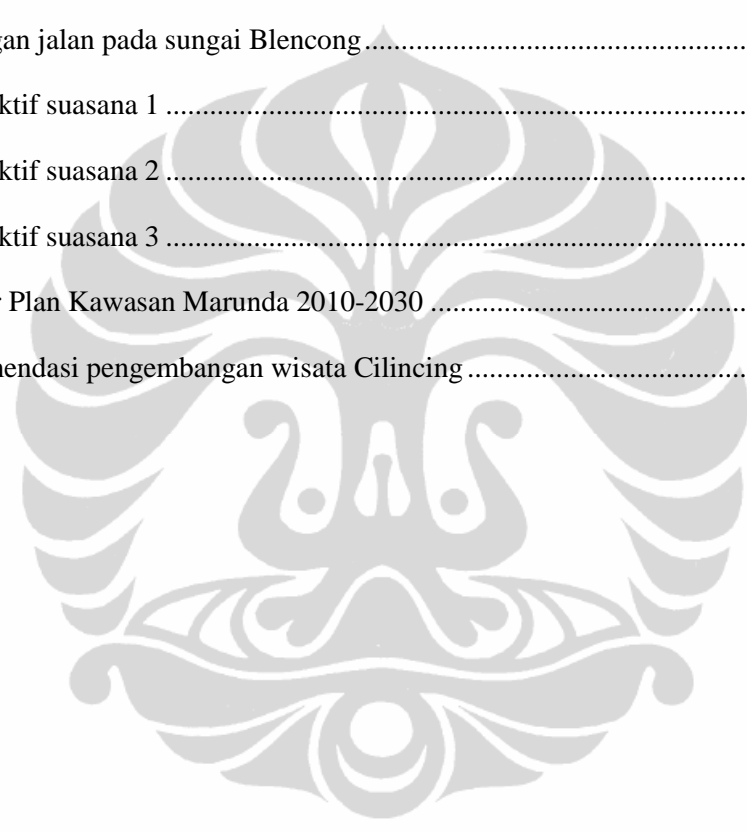 gan jalan pada sungai Blencong..................................................................
ktif suasana 1 ..........................................................................................
ktif suasana 2 ..........................................................................................
ktif suasana 3 ..........................................................................................
r Plan Kawasan Marunda 2010-2030 ..................................................
mendasi pengembangan wisata Cilincing ............................................